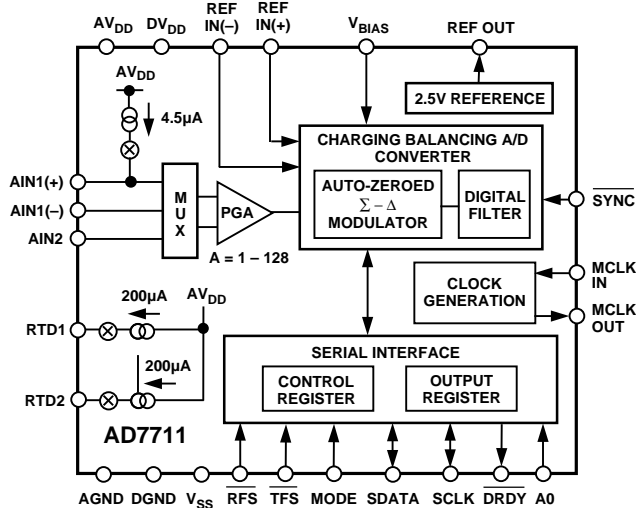 AVDD
DVDD
REF
IN(−)
REF
IN(+)
VBIAS
REF OUT
AVDD
4.5µA
2.5V REFERENCE
CHARGING BALANCING A/D
CONVERTER
AUTO-ZEROED
Σ – Δ
MODULATOR
DIGITAL
FILTER
AIN1(+)
AIN1(–)
AIN2
M
U
X
PGA
A = 1 – 128
SYNC
CLOCK
GENERATION
MCLK
IN
MCLK
OUT
200µA
AVDD
RTD1
200µA
RTD2
SERIAL INTERFACE
CONTROL
REGISTER
OUTPUT
REGISTER
AD7711
AGND DGND VSS RFS TFS MODE SDATA SCLK DRDY A0